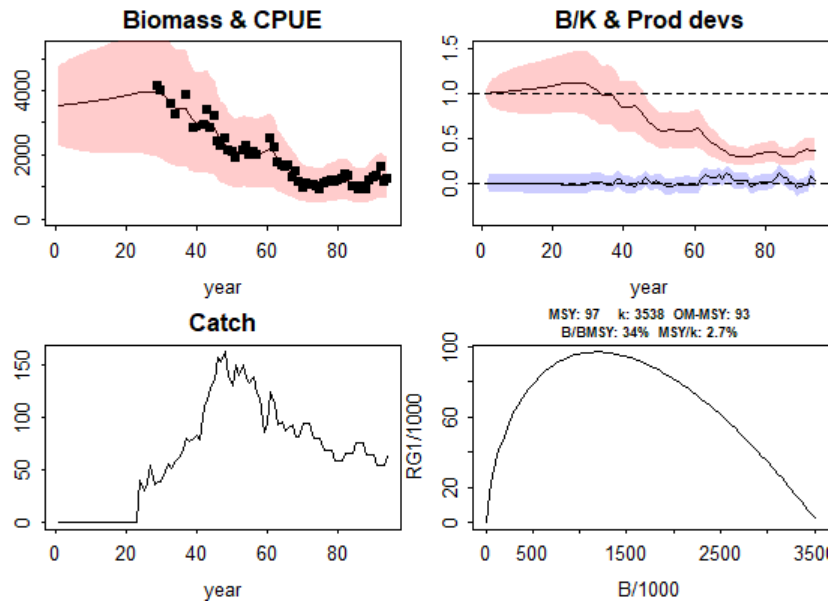 Biomass & CPUE
0 2000 4000
0 20 40 60 80
year
B/K & Prod devs
0.0 0.5 1.0 1.5
0 20 40 60 80
year
Catch
0 50 100 150
0 20 40 60 80
year
MSY: 97 k: 3538 OM-MSY: 93
B/BMSY: 34% MSY/k: 2.7%
RG1/1000
0 20 60 100
0 500 1500 2500 3500
B/1000